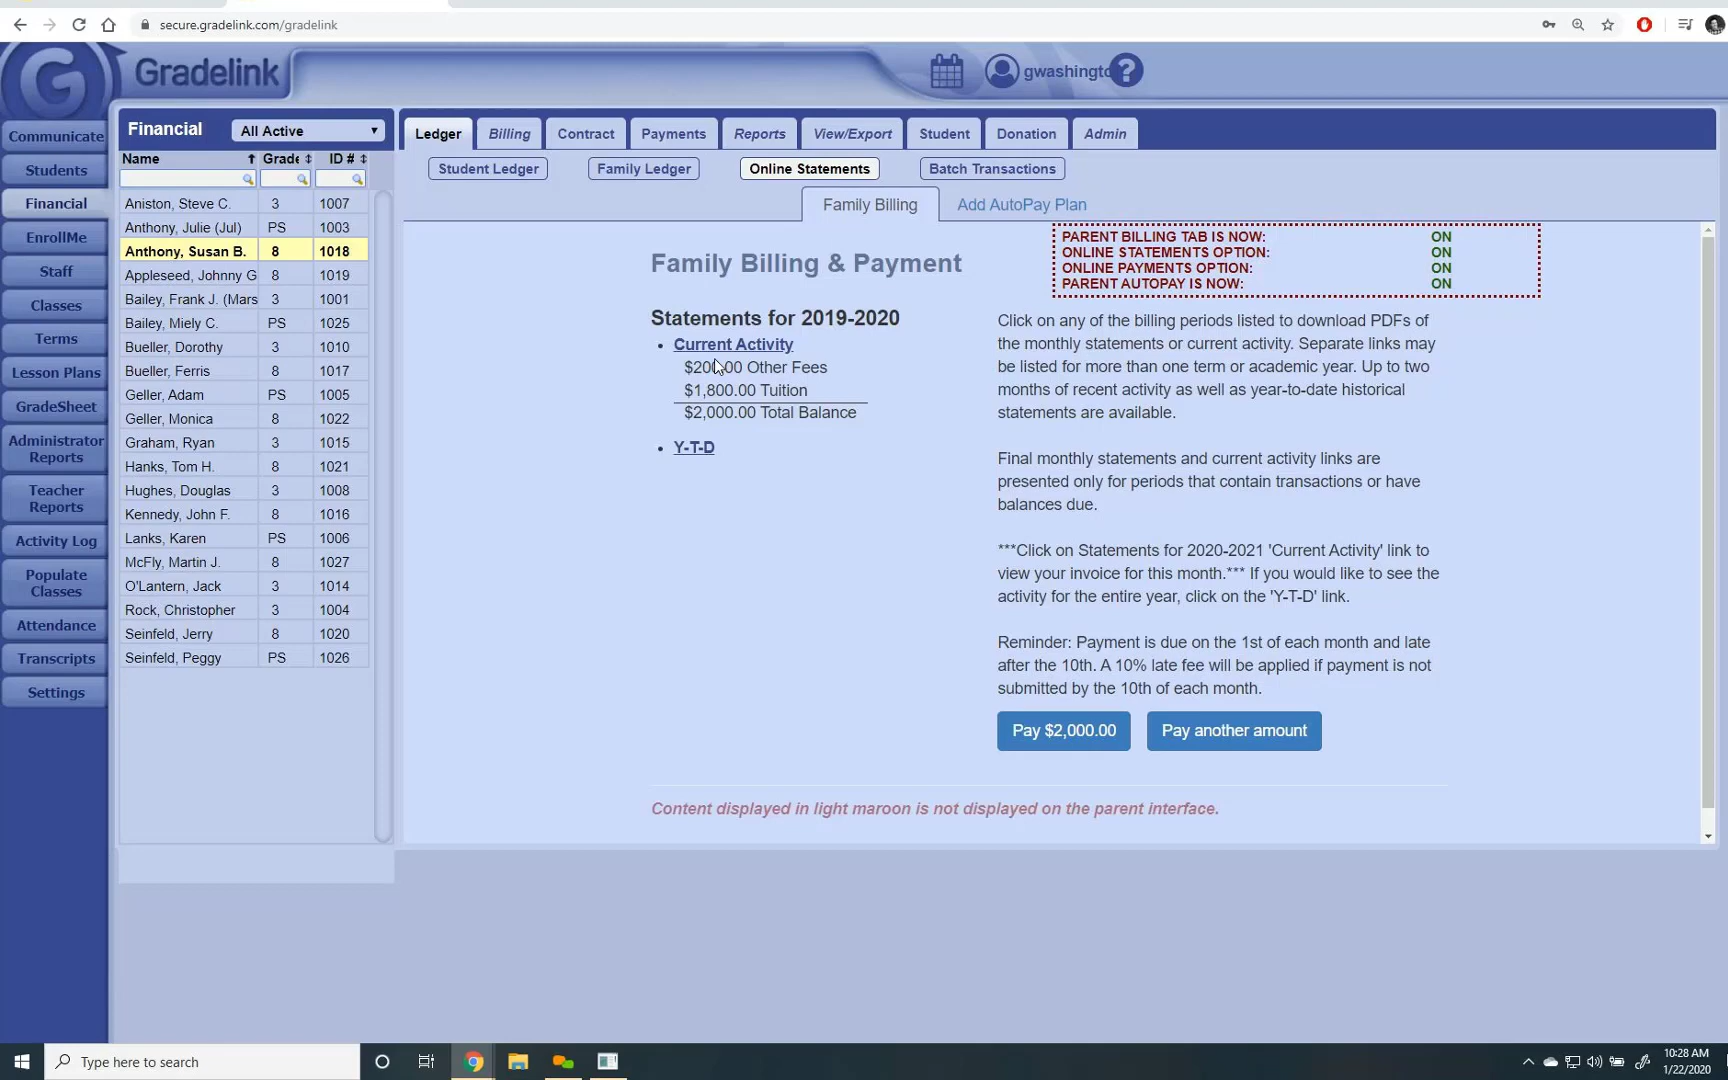 secure.gradelink.com/gradelink
Gradelink
gwashingto
?
Communicate
Students
Financial
EnrollMe
Staff
Classes
Terms
Lesson Plans
GradeSheet
Administrator
Reports
Teacher
Reports
Activity Log
Populate
Classes
Attendance
Transcripts
Settings
Financial All Active
Name Grade ID #
Aniston, Steve C. 3 1007
Anthony, Julie (Jul) PS 1003
Anthony, Susan B. 8 1018
Appleseed, Johnny G 8 1019
Bailey, Frank J. (Mars 3 1001
Bailey, Miely C. PS 1025
Bueller, Dorothy 3 1010
Bueller, Ferris 8 1017
Geller, Adam PS 1005
Geller, Monica 8 1022
Graham, Ryan 3 1015
Hanks, Tom H. 8 1021
Hughes, Douglas 3 1008
Kennedy, John F. 8 1016
Lanks, Karen PS 1006
McFly, Martin J. 8 1027
O'Lantern, Jack 3 1014
Rock, Christopher 3 1004
Seinfeld, Jerry 8 1020
Seinfeld, Peggy PS 1026
Ledger Billing Contract Payments Reports View/Export Student Donation Admin
Student Ledger Family Ledger Online Statements Batch Transactions
Family Billing Add AutoPay Plan
PARENT BILLING TAB IS NOW: ON
ONLINE STATEMENTS OPTION: ON
ONLINE PAYMENTS OPTION: ON
PARENT AUTOPAY IS NOW: ON
Family Billing & Payment
Statements for 2019-2020
• Current Activity
$200.00 Other Fees
$1,800.00 Tuition
$2,000.00 Total Balance
• Y-T-D
Click on any of the billing periods listed to download PDFs of
the monthly statements or current activity. Separate links may
be listed for more than one term or academic year. Up to two
months of recent activity as well as year-to-date historical
statements are available.
Final monthly statements and current activity links are
presented only for periods that contain transactions or have
balances due.
***Click on Statements for 2020-2021 'Current Activity' link to
view your invoice for this month.*** If you would like to see the
activity for the entire year, click on the 'Y-T-D' link.
Reminder: Payment is due on the 1st of each month and late
after the 10th. A 10% late fee will be applied if payment is not
submitted by the 10th of each month.
Pay $2,000.00 Pay another amount
Content displayed in light maroon is not displayed on the parent interface.
Type here to search
10:28 AM
1/22/2020